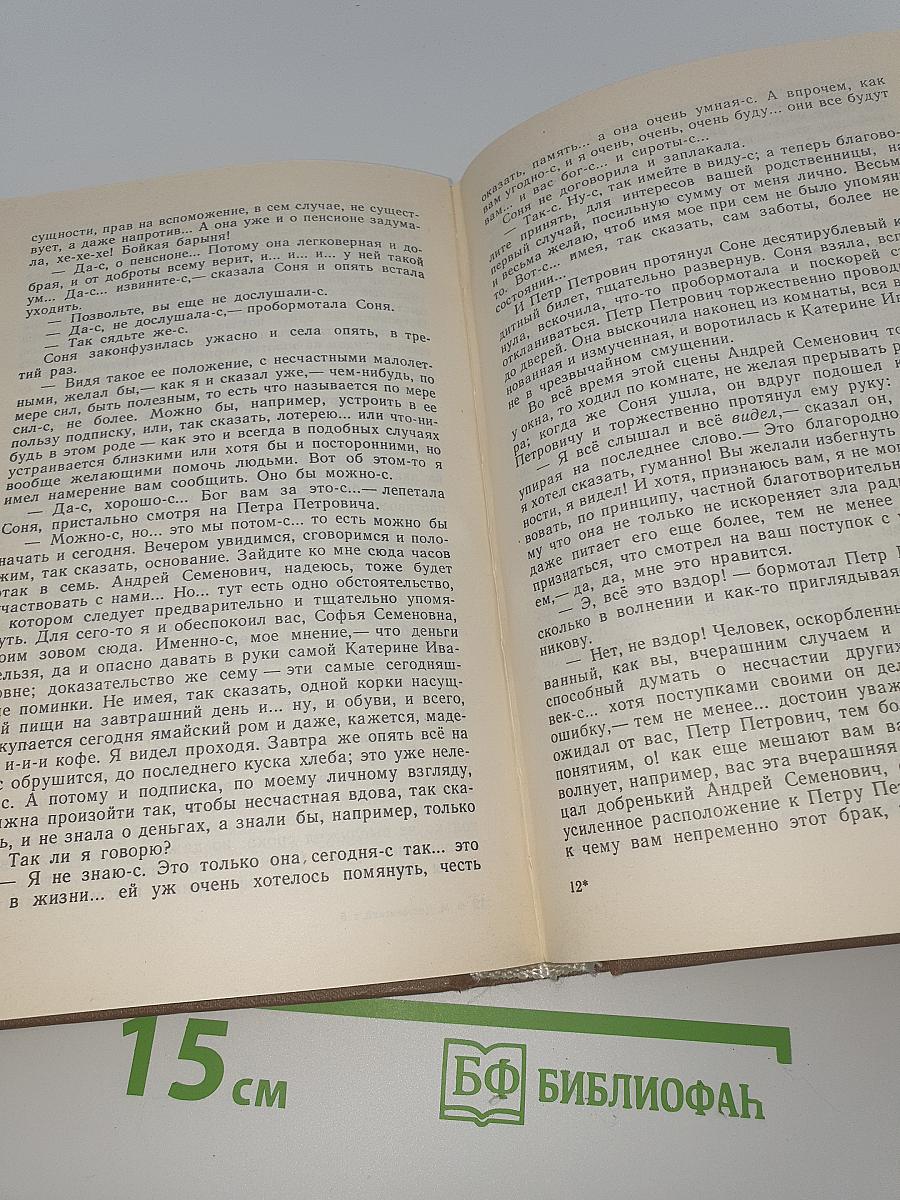 сущности, прав на вспоможение, в сем случае, не сущест-
вует, а даже напротив... А она уже и о пенсионе задума-
ла, хе-хе-хе! Бойкая барыня!
— Да-с, о пенсионе... Потому она легковерная и до-
брая, и от доброты всему верит, и... и... и... у ней такой
ум... Да-с... извините-с,— сказала Соня и опять встала
уходить.
— Позвольте, вы еще не дослушали-с.
— Да-с, не дослушала-с,— пробормотала Соня.
— Так сядьте же-с.
Соня законфузилась ужасно и села опять, в тре-
тий раз.
— Видя такое ее положение, с несчастными малолет-
ными, желал бы,— как я и сказал уже,— чем-нибудь, по
мере сил, быть полезным, то есть что называется по мере
сил-с, не более. Можно бы, например, устроить в ее
пользу подписку, или, так сказать, лотерею... или что-ни-
будь в этом роде — как это и всегда в подобных случаях
устраивается близкими или хотя бы и посторонними, но
вообще желающими помочь людьми. Вот об этом-то я
имел намерение вам сообщить. Оно бы можно-с.
— Да-с, хорошо-с... Бог вам за это-с...— лепетала
Соня, пристально смотря на Петра Петровича.
— Можно-с, но... это мы потом-с... то есть можно бы
начать и сегодня. Вечером увидимся, сговоримся и поло-
жим, так сказать, основание. Зайдите ко мне сюда часов
этак в семь. Андрей Семенович, надеюсь, тоже будет
участвовать с нами... Но... тут есть одно обстоятельство,
котором следует предварительно и тщательно упомя-
нуть. Для сего-то я и обеспокоил вас, Софья Семеновна,
моим зовом сюда. Именно-с, мое мнение,— что деньги
нельзя, да и опасно давать в руки самой Катерине Ива-
овне; доказательство же сему — эти самые сегодняш-
ие поминки. Не имея, так сказать, одной корки насущ-
й пищи на завтрашний день и... ну, и обуви, и всего,
купается сегодня ямайский ром и даже, кажется, маде-
и-и-и кофе. Я видел проходя. Завтра же опять всё на
с обрушится, до последнего куска хлеба; это уже неле-
с. А потому и подписка, по моему личному взгляду,
лжна произойти так, чтобы несчастная вдова, так ска-
ь, и не знала о деньгах, а знали бы, например, только
Так ли я говорю?
— Я не знаю-с. Это только она, сегодня-с так... это
в жизни... ей уж очень хотелось помянуть, честь
оказать, память... а она очень умная-с. А впрочем, как
вам угодно-с, и я очень, очень, очень буду... они все будут
вам... и вас бог-с... и сироты-с...
Соня не договорила и заплакала.
— Так-с. Ну-с, так имейте в виду-с; а теперь благово-
лите принять, для интересов вашей родственницы, на
первый случай, посильную сумму от меня лично. Весьма
и весьма желаю, чтоб имя мое при сем не было упомян
то. Вот-с... имея, так сказать, сам заботы, более не
состоянии...
И Петр Петрович протянул Соне десятирублевый к
дитный билет, тщательно развернув. Соня взяла, всп
нула, вскочила, что-то пробормотала и поскорей ст
откланиваться. Петр Петрович торжественно провод
до дверей. Она выскочила наконец из комнаты, вся в
нованная и измученная, и воротилась к Катерине Ив
не в чрезвычайном смущении.
Во всё время этой сцены Андрей Семенович то
у окна, то ходил по комнате, не желая прерывать р
ра; когда же Соня ушла, он вдруг подошел к
Петровичу и торжественно протянул ему руку:
— Я всё слышал и всё видел,— сказал он,
упирая на последнее слово.— Это благородно,
я хотел сказать, гуманно! Вы желали избегнуть
ности, я видел! И хотя, признаюсь вам, я не мо
вовать, по принципу, частной благотворительн
му что она не только не искореняет зла ради
даже питает его еще более, тем не менее
признаться, что смотрел на ваш поступок с
ем,— да, да, мне это нравится.
— Э, всё это вздор! — бормотал Петр
сколько в волнении и как-то приглядывая
никову.
— Нет, не вздор! Человек, оскорбленны
ванный, как вы, вчерашним случаем и
способный думать о несчастии других
век-с... хотя поступками своими он дел
ошибку,— тем не менее... достоин уваж
ожидал от вас, Петр Петрович, тем бо
понятиям, о! как еще мешают вам ва
волнует, например, вас эта вчерашняя
цал добренький Андрей Семенович,
усиленное расположение к Петру Пет
к чему вам непременно этот брак,
12*
15 см
БФ БИБЛИОФАН